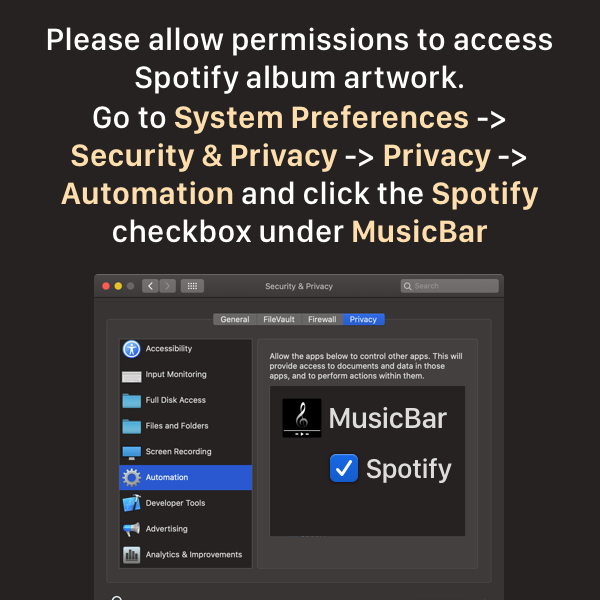 Please allow permissions to access
Spotify album artwork.
Go to System Preferences ->
Security & Privacy -> Privacy ->
Automation and click the Spotify
checkbox under MusicBar
Security & Privacy
Search
General FileVault Firewall Privacy
Accessibility
Input Monitoring
Full Disk Access
Files and Folders
Screen Recording
Automation
Developer Tools
Advertising
Analytics & Improvements
Allow the apps below to control other apps. This will
provide access to documents and data in those
apps, and to perform actions within them.
MusicBar
Spotify